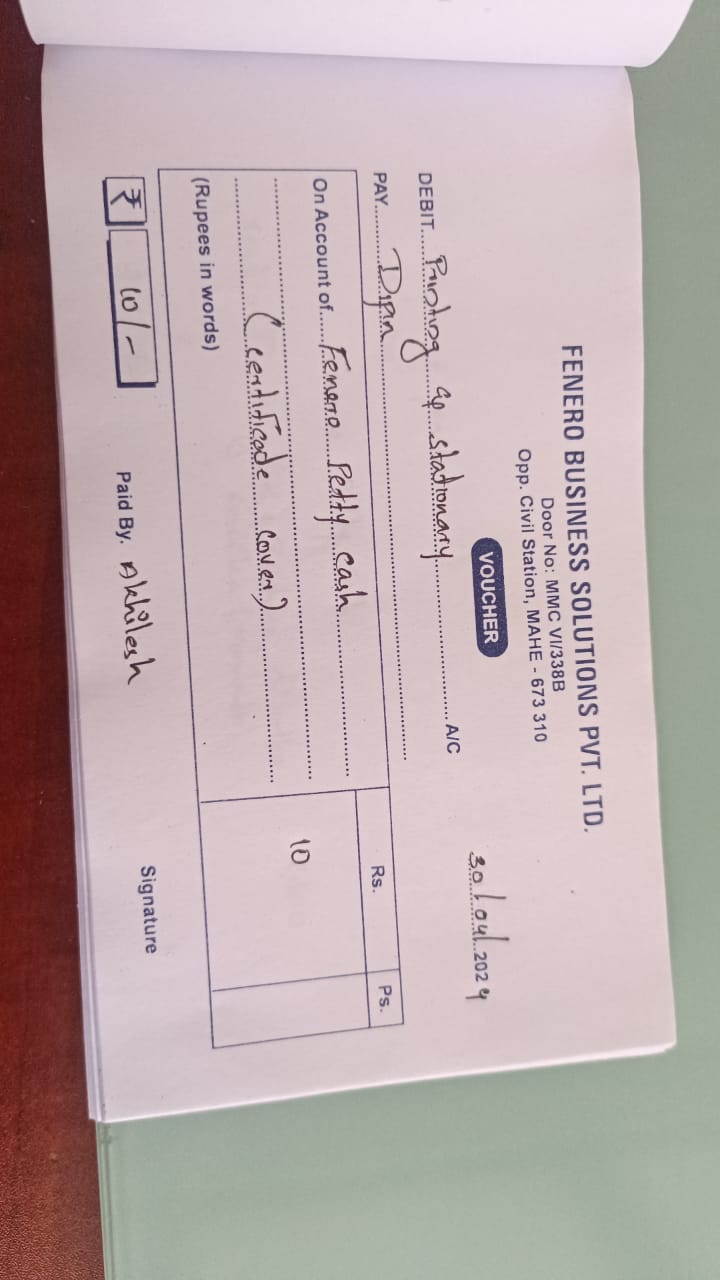 FENERO BUSINESS SOLUTIONS PVT. LTD.
Door No: MMC VI/338B
Opp. Civil Station, MAHE - 673 310
VOUCHER
30/04/2024
DEBIT Printing & stationary A/C
PAY Dipin
Rs. Ps.
On Account of Fenero Petty cash
10
(certificate cover)
(Rupees in words)
₹ 10/-
Paid By. Akhilesh
Signature